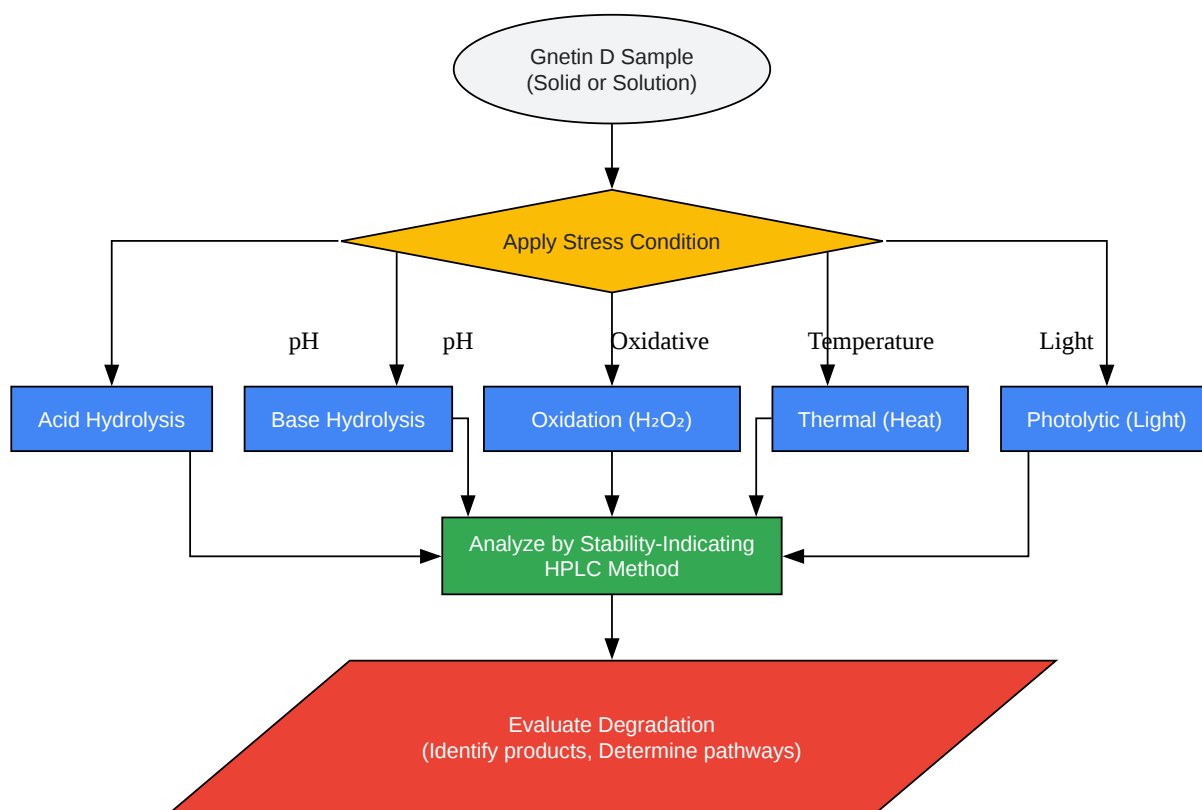 Gnetin D Sample
(Solid or Solution)
Apply Stress Condition
pH
pH
Oxidative
Temperature
Light
Acid Hydrolysis
Base Hydrolysis
Oxidation (H₂O₂)
Thermal (Heat)
Photolytic (Light)
Analyze by Stability-Indicating
HPLC Method
Evaluate Degradation
(Identify products, Determine pathways)